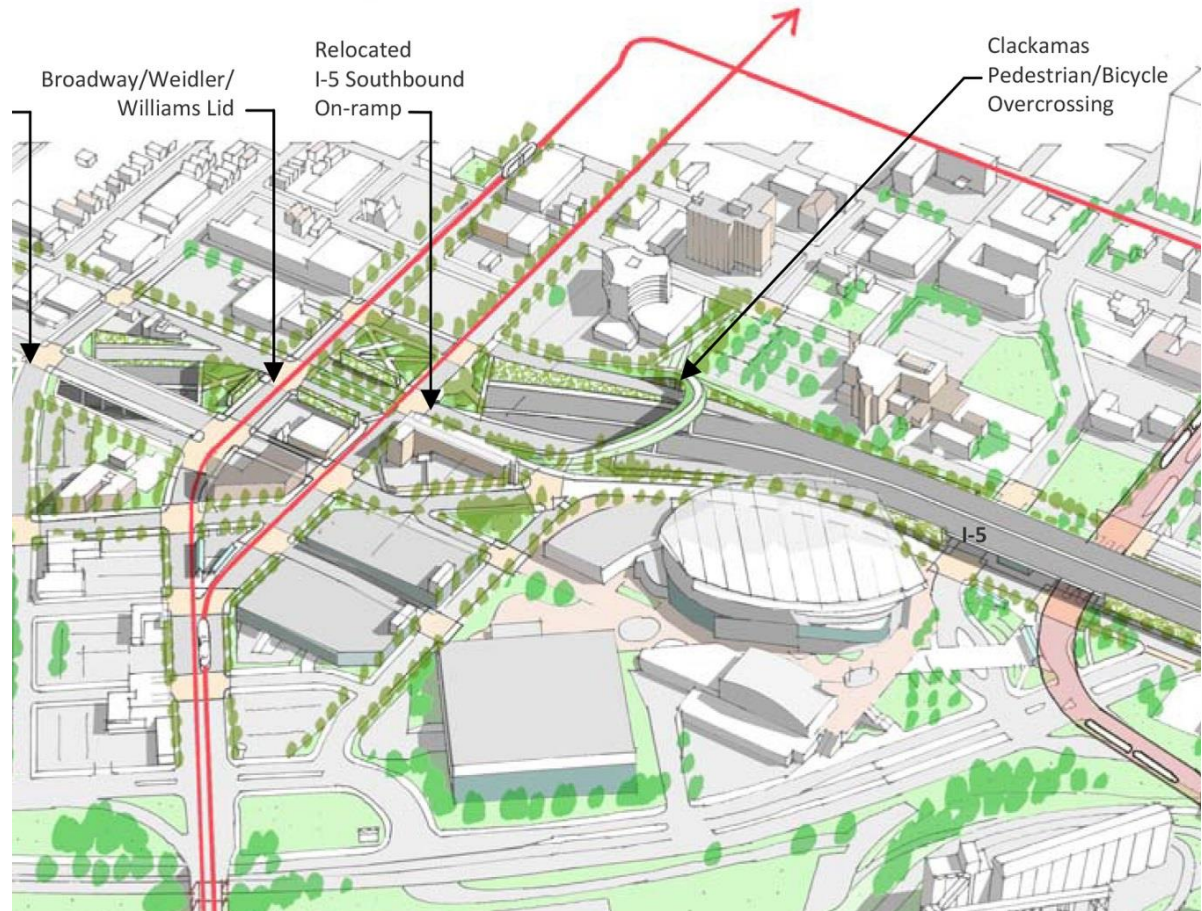 Broadway/Weidler/
Williams Lid
Relocated
I-5 Southbound
On-ramp
Clackamas
Pedestrian/Bicycle
Overcrossing
I-5